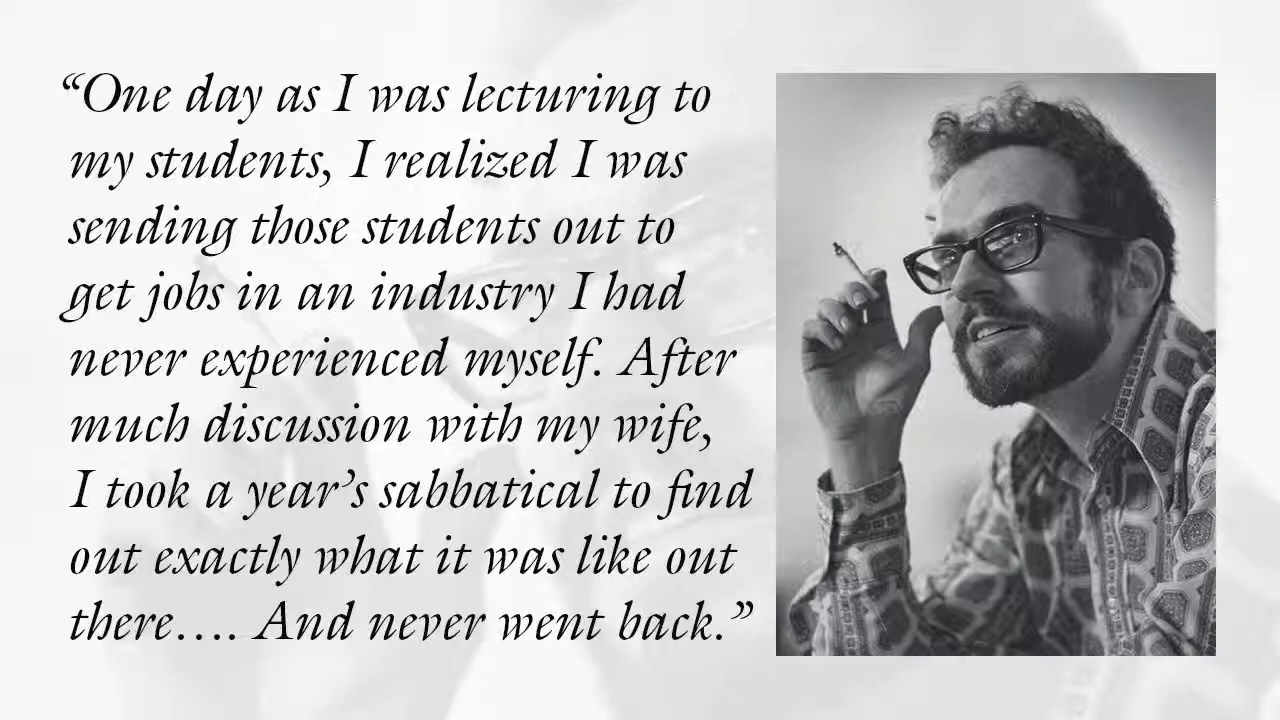 “One day as I was lecturing to
my students, I realized I was
sending those students out to
get jobs in an industry I had
never experienced myself. After
much discussion with my wife,
I took a year’s sabbatical to find
out exactly what it was like out
there.… And never went back.”